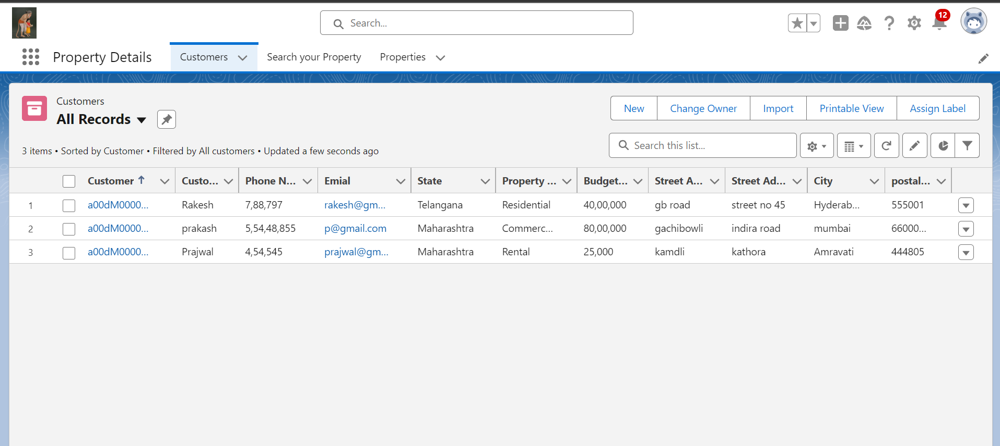 Search...
12
Property Details
Customers
Search your Property
Properties
Customers
All Records
New
Change Owner
Import
Printable View
Assign Label
3 items • Sorted by Customer • Filtered by All customers • Updated a few seconds ago
Search this list...
Customer ↑ Custo... Phone N... Emial State Property ... Budget... Street A... Street Ad... City postal...
1 a00dM0000... Rakesh 7,88,797 rakesh@gm... Telangana Residential 40,00,000 gb road street no 45 Hyderab... 555001
2 a00dM0000... prakash 5,54,48,855 p@gmail.com Maharashtra Commerc... 80,00,000 gachibowli indira road mumbai 66000...
3 a00dM0000... Prajwal 4,54,545 prajwal@gm... Maharashtra Rental 25,000 kamdli kathora Amravati 444805